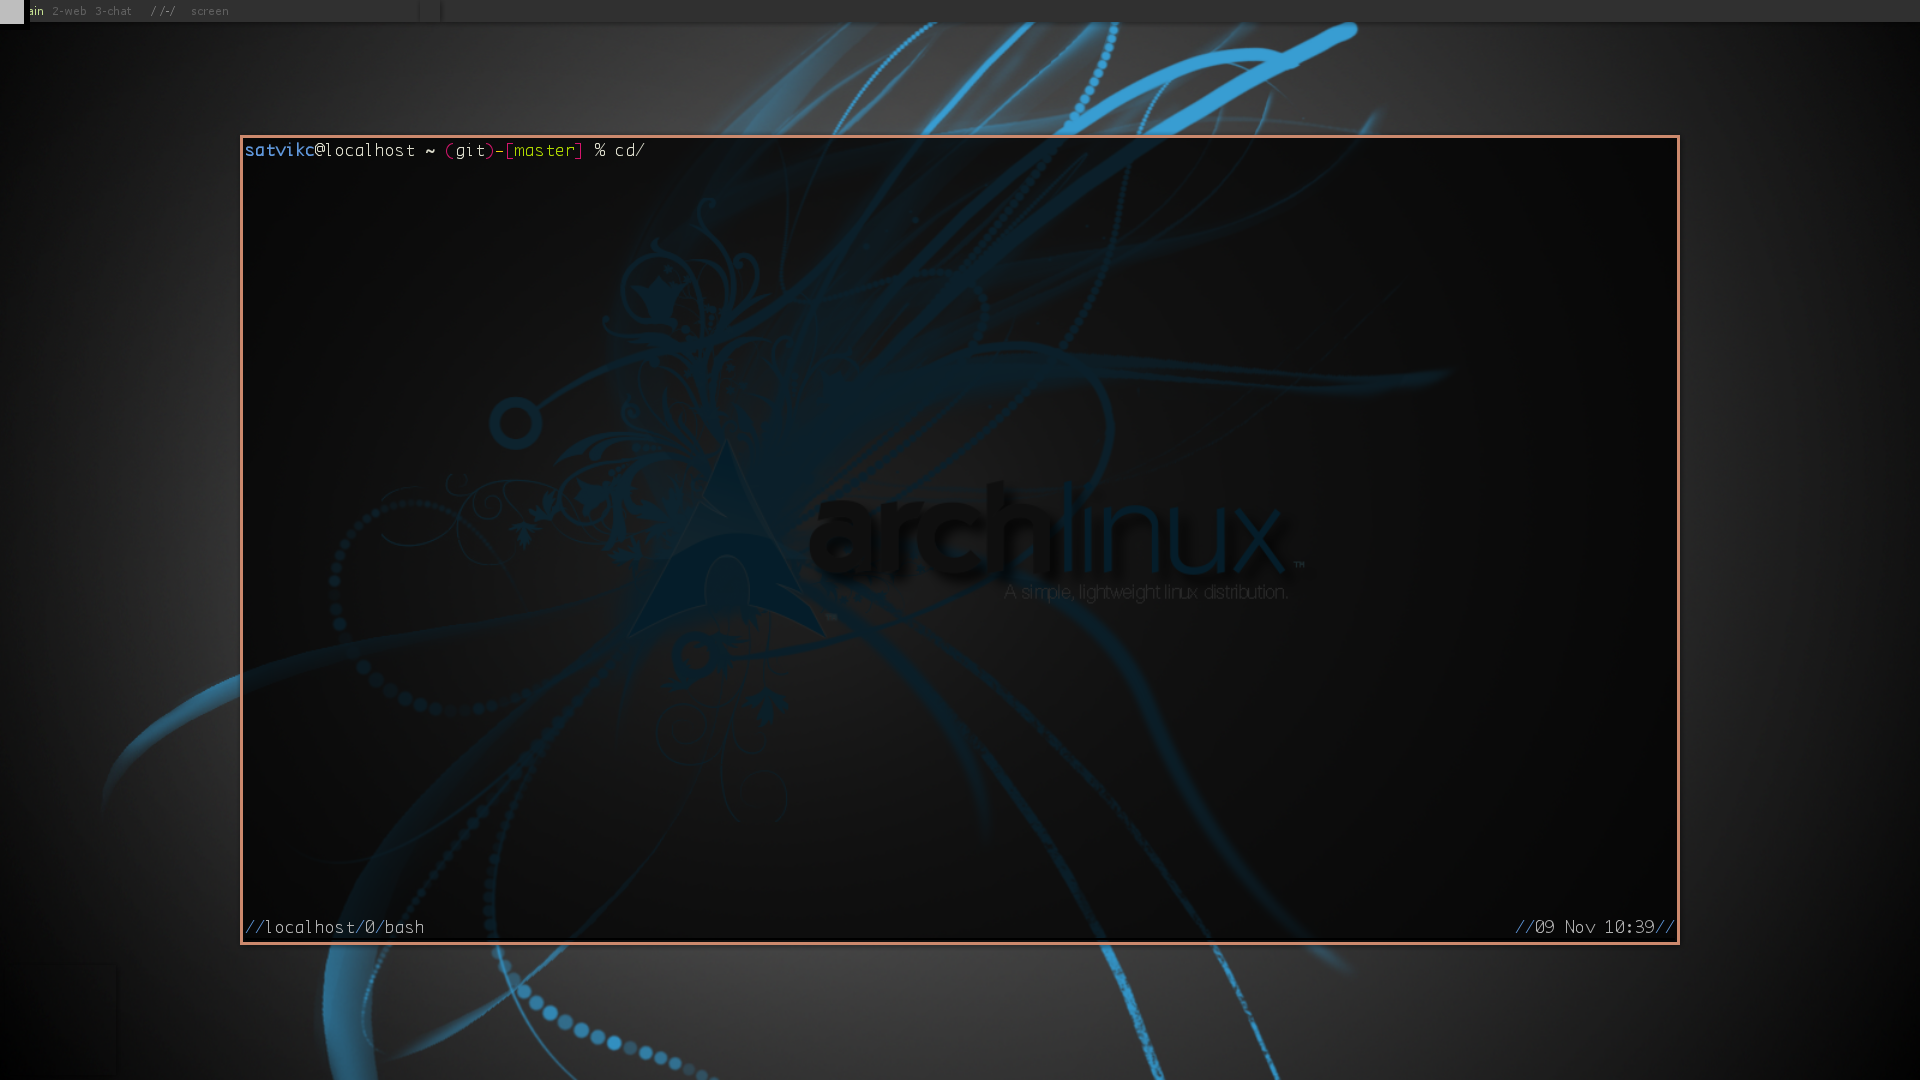 ain 2-web 3-chat //-/ screen
satvikc@localhost ~ (git)-[master] % cd/
archlinux™
A simple, lightweight linux distribution.
™
//localhost/0/bash //09 Nov 10:39//